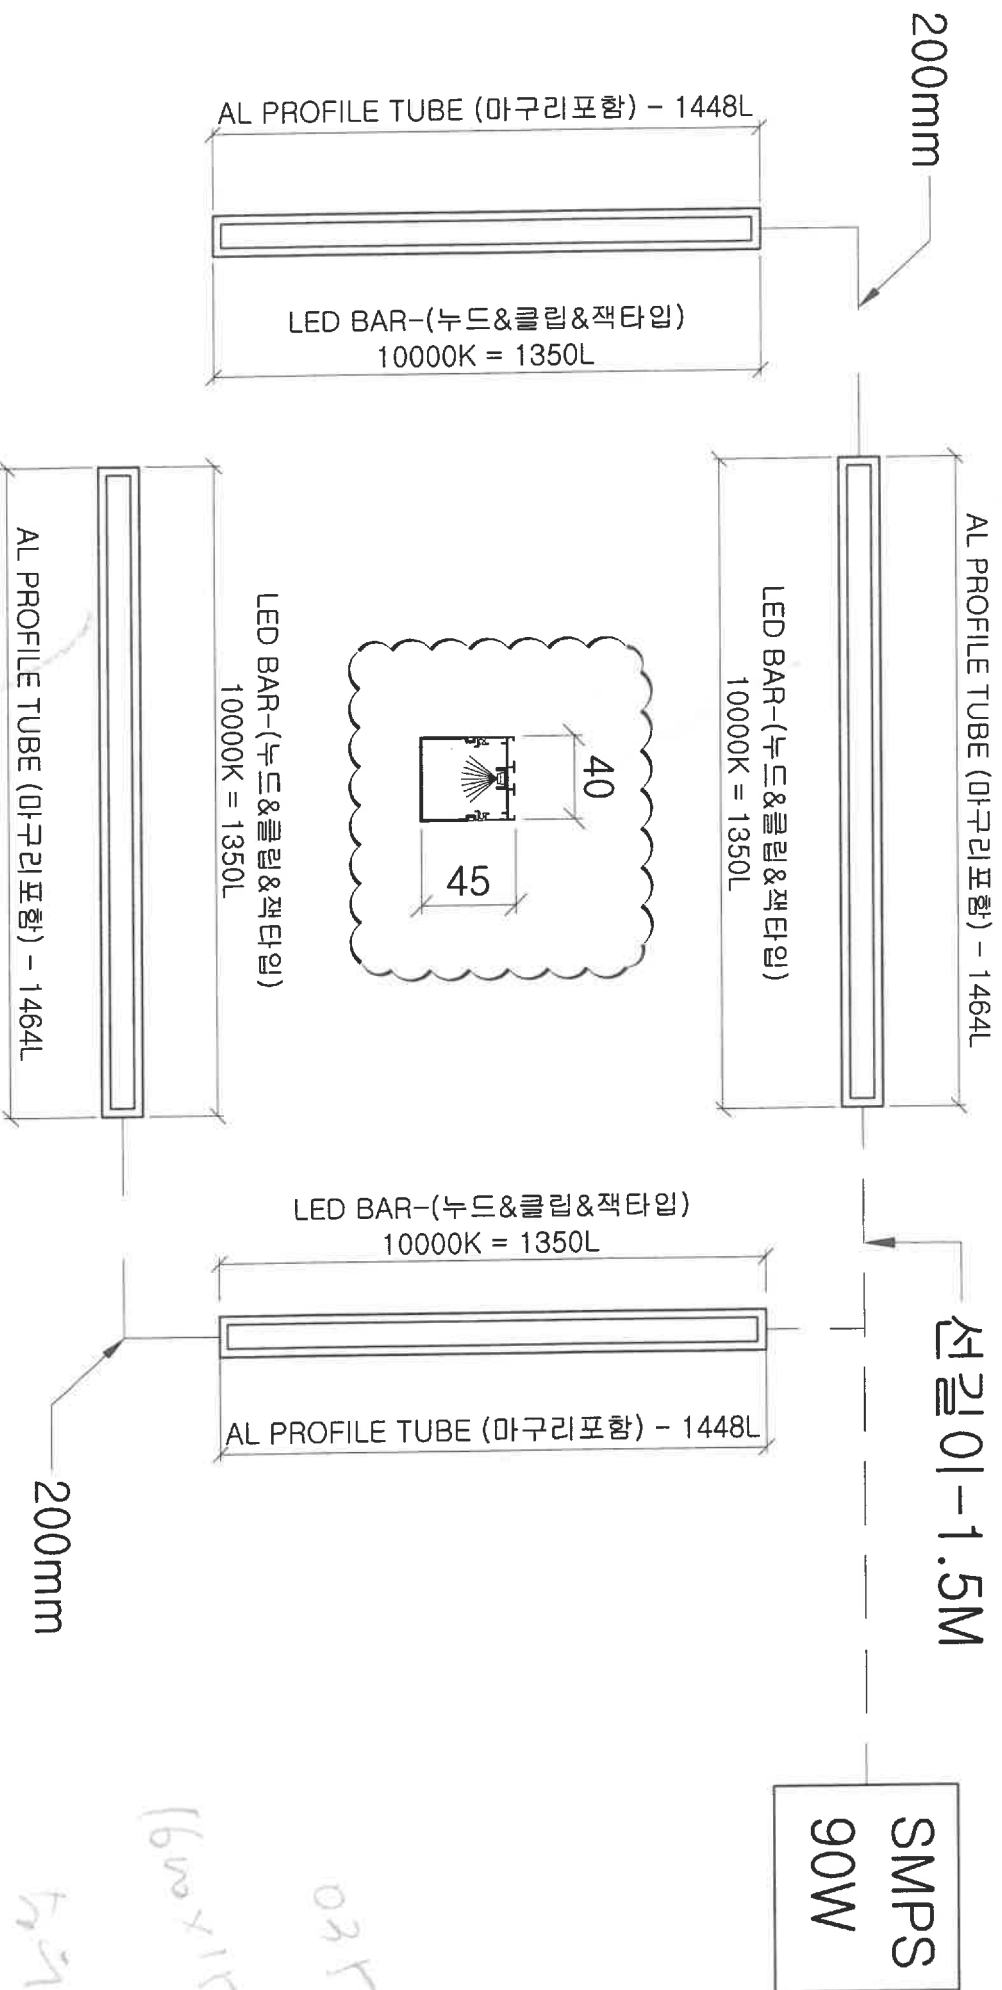 200mm
AL PROFILE TUBE (마구리포함) - 1448L
LED BAR-(누드&클립&잭타입)
10000K = 1350L
AL PROFILE TUBE (마구리포함) - 1464L
LED BAR-(누드&클립&잭타입)
10000K = 1350L
40
45
LED BAR-(누드&클립&잭타입)
10000K = 1350L
AL PROFILE TUBE (마구리포함) - 1464L
LED BAR-(누드&클립&잭타입)
10000K = 1350L
AL PROFILE TUBE (마구리포함) - 1448L
200mm
선길이-1.5M
SMPS
90W